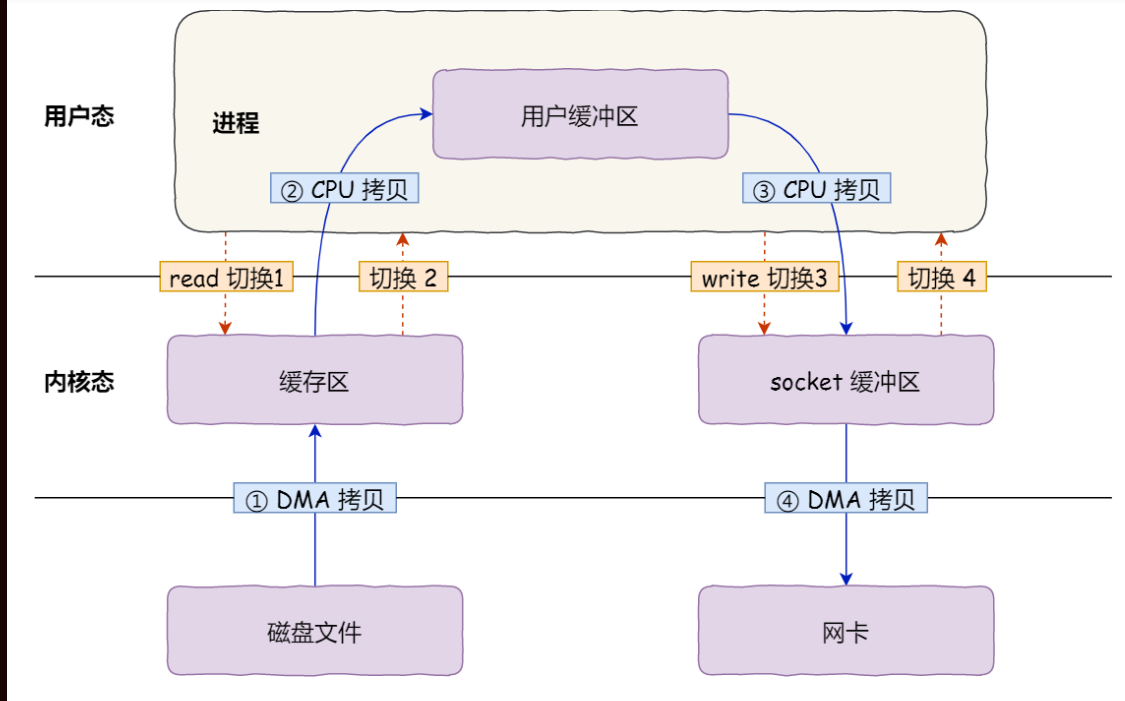 用户态
进程
用户缓冲区
② CPU 拷贝
③ CPU 拷贝
read 切换1
切换 2
write 切换3
切换 4
内核态
缓存区
socket 缓冲区
① DMA 拷贝
④ DMA 拷贝
磁盘文件
网卡